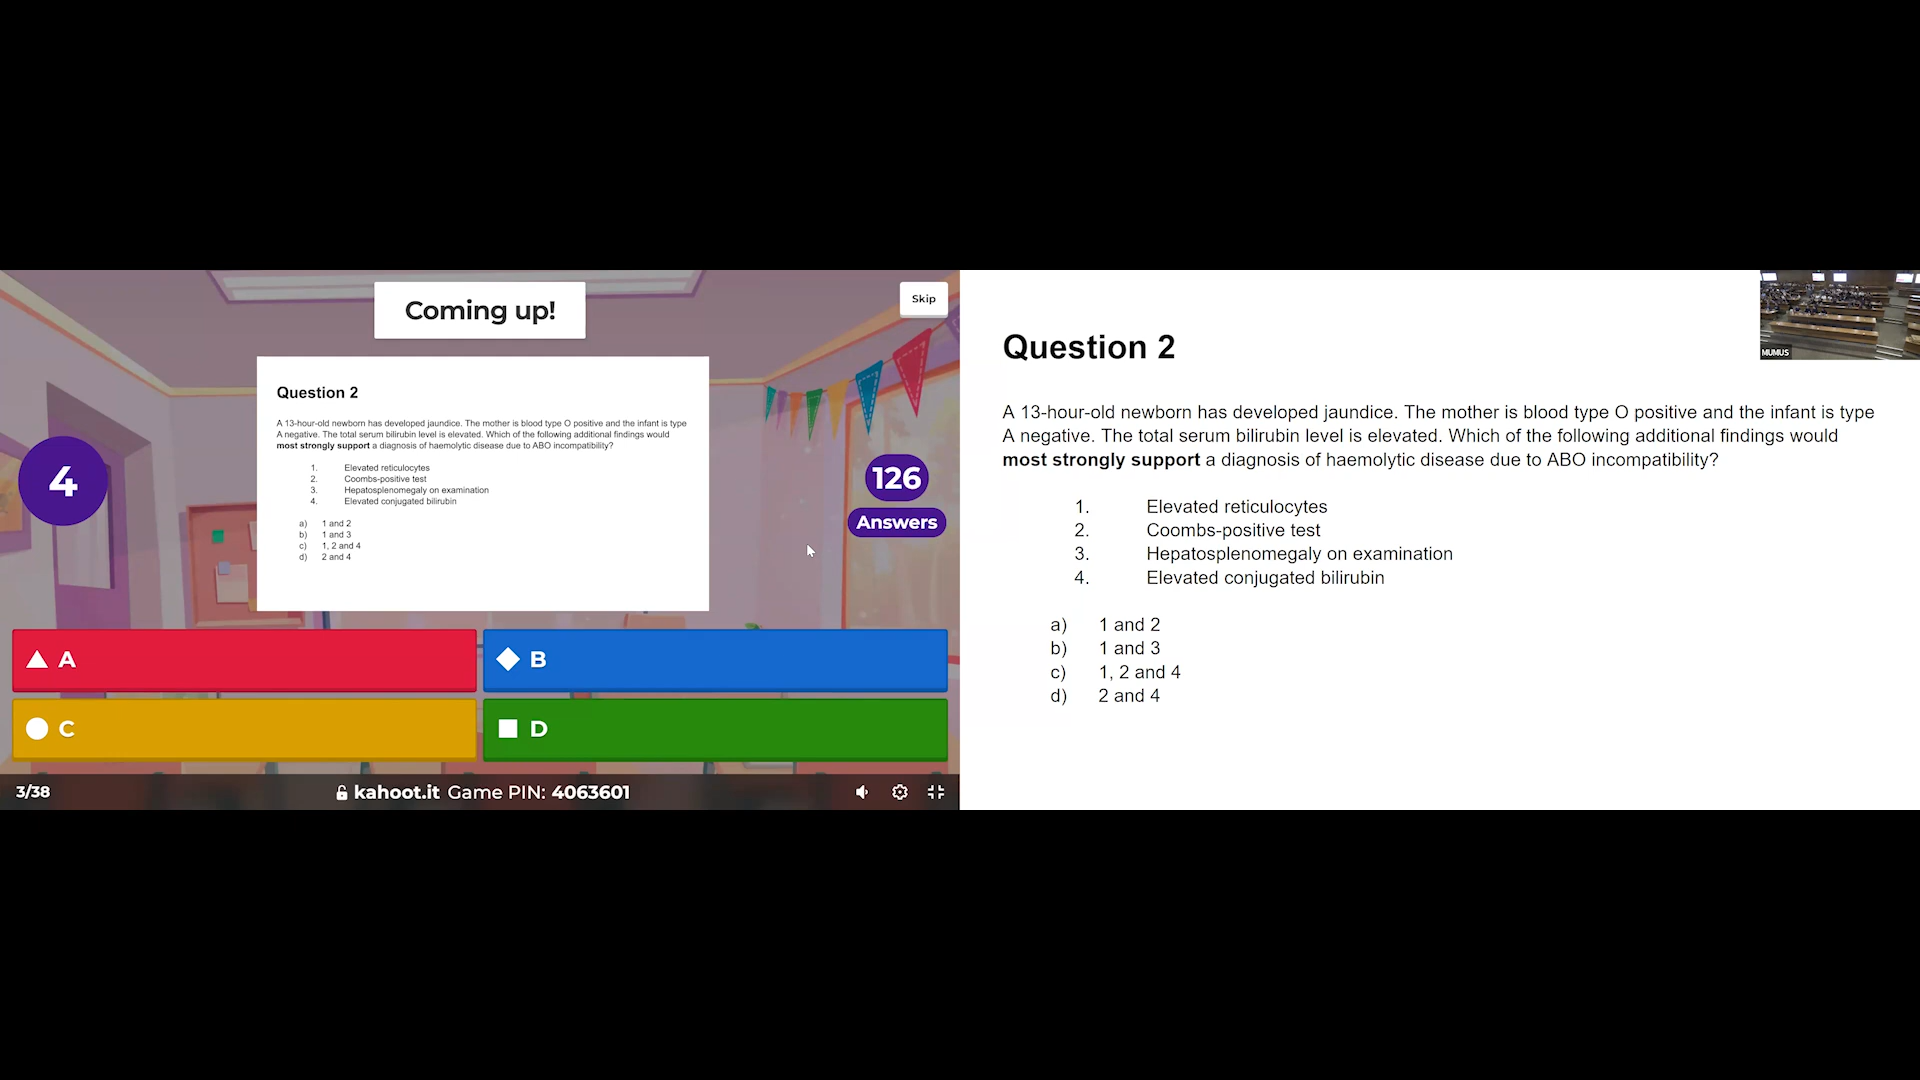 Coming up!
Skip
Question 2
A 13-hour-old newborn has developed jaundice. The mother is blood type O positive and the infant is type
A negative. The total serum bilirubin level is elevated. Which of the following additional findings would
most strongly support a diagnosis of haemolytic disease due to ABO incompatibility?
1. Elevated reticulocytes
2. Coombs-positive test
3. Hepatosplenomegaly on examination
4. Elevated conjugated bilirubin
a) 1 and 2
b) 1 and 3
c) 1, 2 and 4
d) 2 and 4
4
126
Answers
A
B
C
D
3/38
kahoot.it Game PIN: 4063601
MUMUS
Question 2
A 13-hour-old newborn has developed jaundice. The mother is blood type O positive and the infant is type
A negative. The total serum bilirubin level is elevated. Which of the following additional findings would
most strongly support a diagnosis of haemolytic disease due to ABO incompatibility?
1. Elevated reticulocytes
2. Coombs-positive test
3. Hepatosplenomegaly on examination
4. Elevated conjugated bilirubin
a) 1 and 2
b) 1 and 3
c) 1, 2 and 4
d) 2 and 4